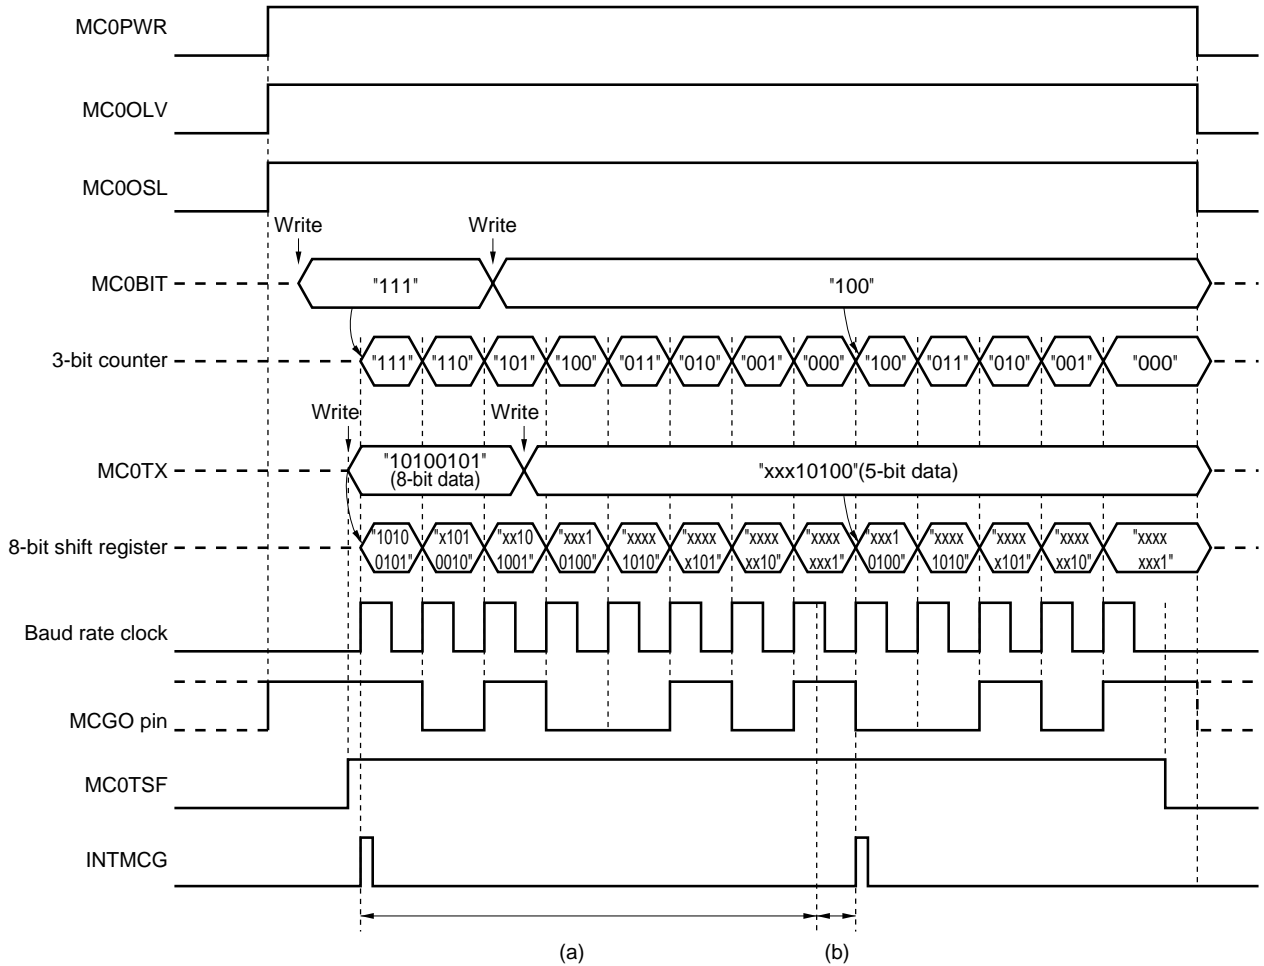 MC0PWR
MC0OLV
MC0OSL
Write Write
MC0BIT "111" "100"
3-bit counter "111" "110" "101" "100" "011" "010" "001" "000" "100" "011" "010" "001" "000"
Write Write
MC0TX "10100101" (8-bit data) "xxx10100"(5-bit data)
8-bit shift register "1010 "x101 "xx10 "xxx1 "xxxx "xxxx "xxxx "xxxx "xxx1 "xxxx "xxxx "xxxx "xxxx
0101" 0010" 1001" 0100" 1010" x101" xx10" xxx1" 0100" 1010" x101" xx10" xxx1"
Baud rate clock
MCGO pin
MC0TSF
INTMCG
(a) (b)